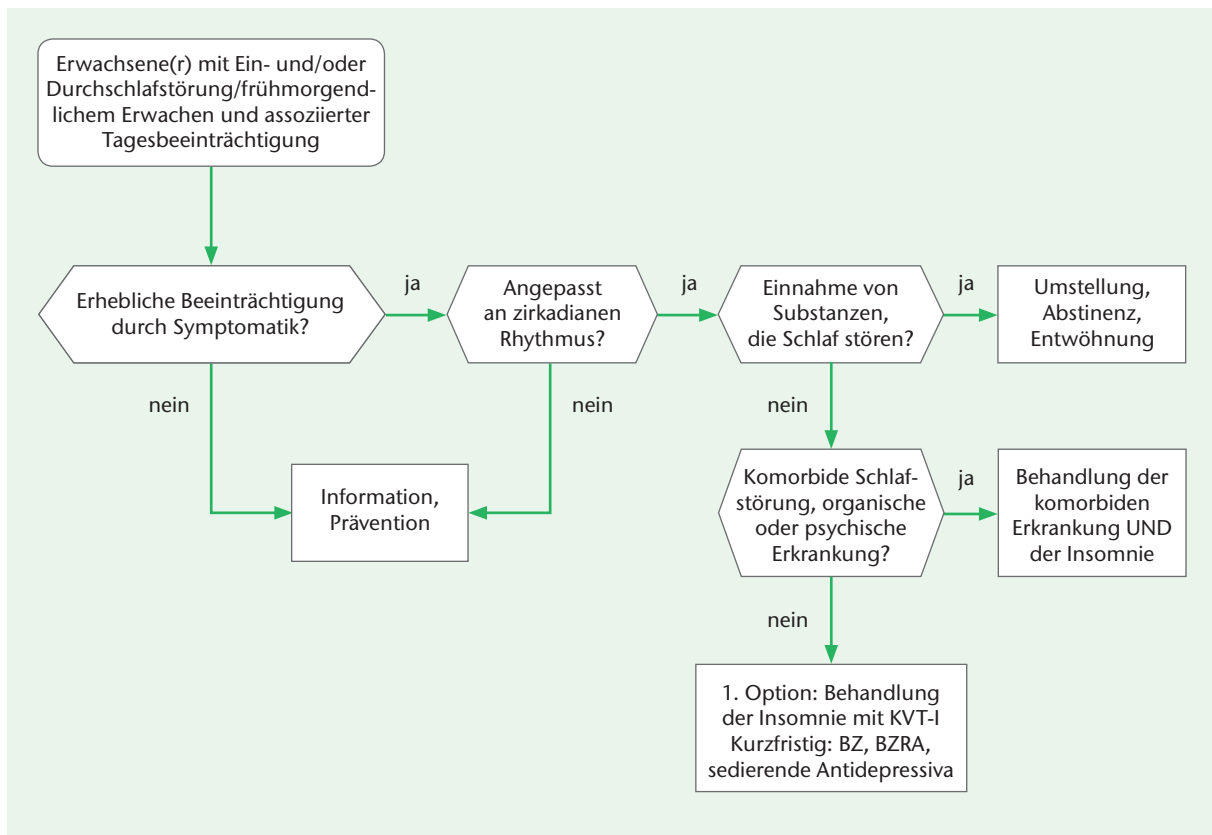 Erwachsene(r) mit Ein- und/oder
Durchschlafstörung/frühmorgend-
lichem Erwachen und assoziierter
Tagesbeeinträchtigung
Erhebliche Beeinträchtigung
durch Symptomatik?
ja
Angepasst
an zirkadianen
Rhythmus?
ja
Einnahme von
Substanzen,
die Schlaf stören?
ja
Umstellung,
Abstinenz,
Entwöhnung
nein
nein
nein
Information,
Prävention
Komorbide Schlaf-
störung, organische
oder psychische
Erkrankung?
ja
Behandlung der
komorbiden
Erkrankung UND
der Insomnie
nein
1. Option: Behandlung
der Insomnie mit KVT-I
Kurzfristig: BZ, BZRA,
sedierende Antidepressiva